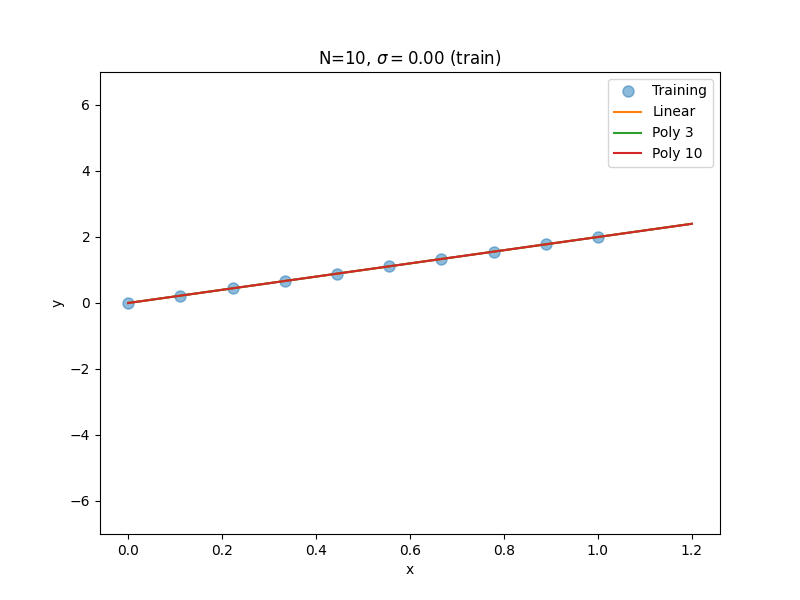 N=10, σ = 0.00 (train)
Training
Linear
Poly 3
Poly 10
6
4
2
0
−2
−4
−6
y
0.0 0.2 0.4 0.6 0.8 1.0 1.2
x